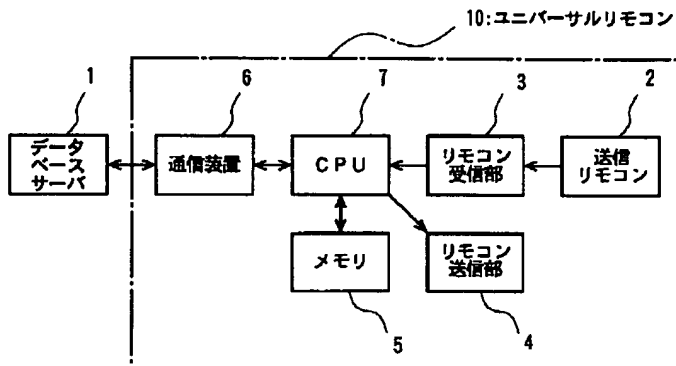 10:ユニバーサルリモコン
1
6
7
3
2
データ
ベース
サーバ
通信装置
CPU
リモコン
受信部
送信
リモコン
メモリ
リモコン
送信部
5
4